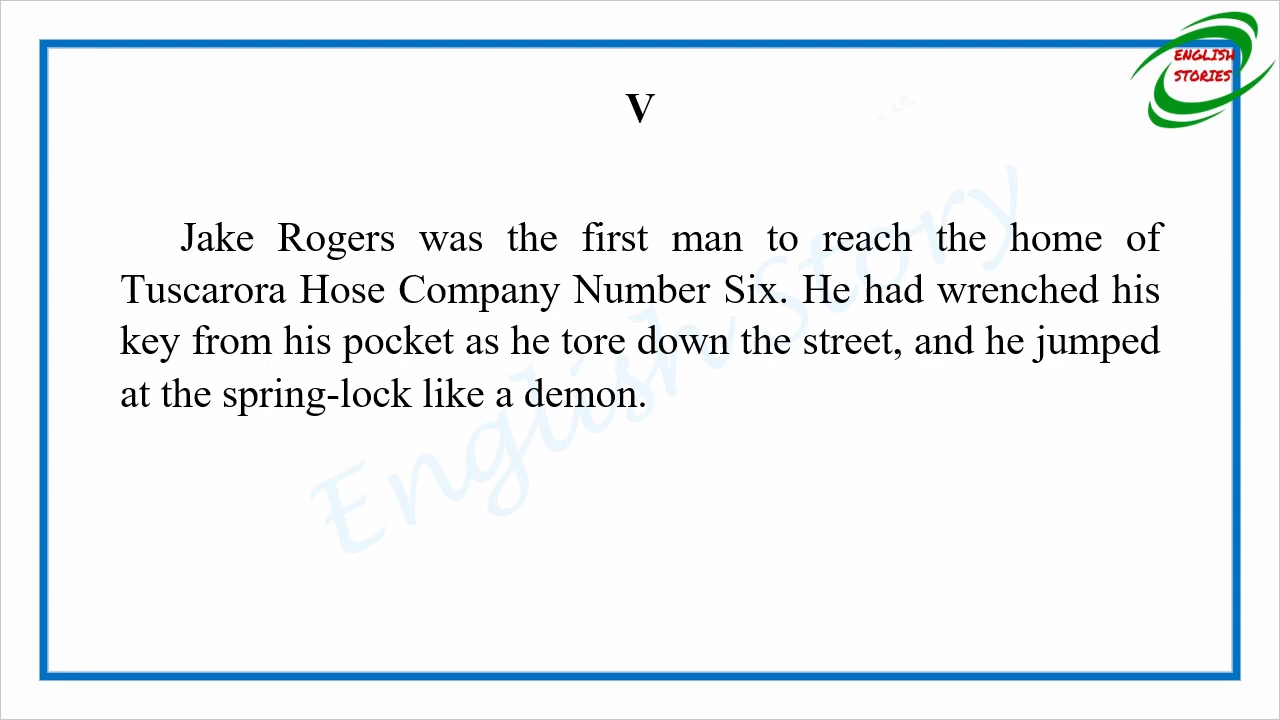 ENGLISH
STORIES
V
Jake Rogers was the first man to reach the home of
Tuscarora Hose Company Number Six. He had wrenched his
key from his pocket as he tore down the street, and he jumped
at the spring-lock like a demon.
English Story